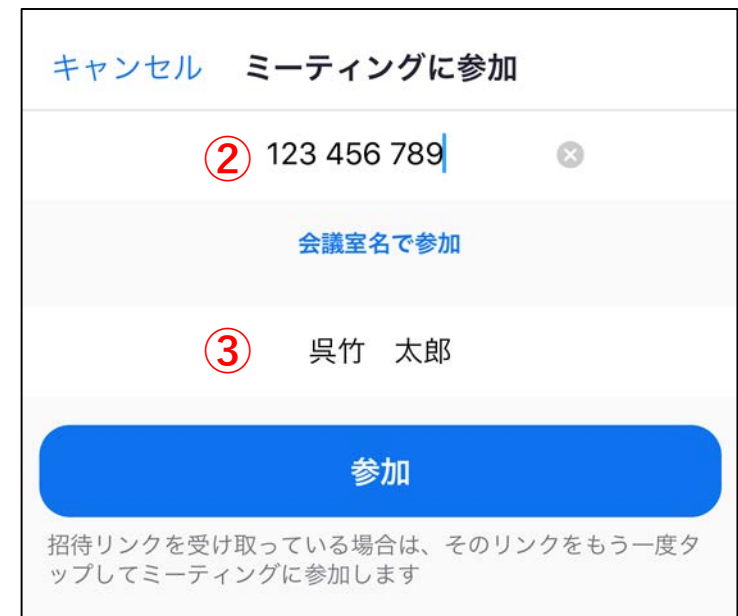 キャンセル ミーティングに参加
② 123 456 789
会議室名で参加
③ 呉竹　太郎
参加
招待リンクを受け取っている場合は、そのリンクをもう一度タ
ップしてミーティングに参加します